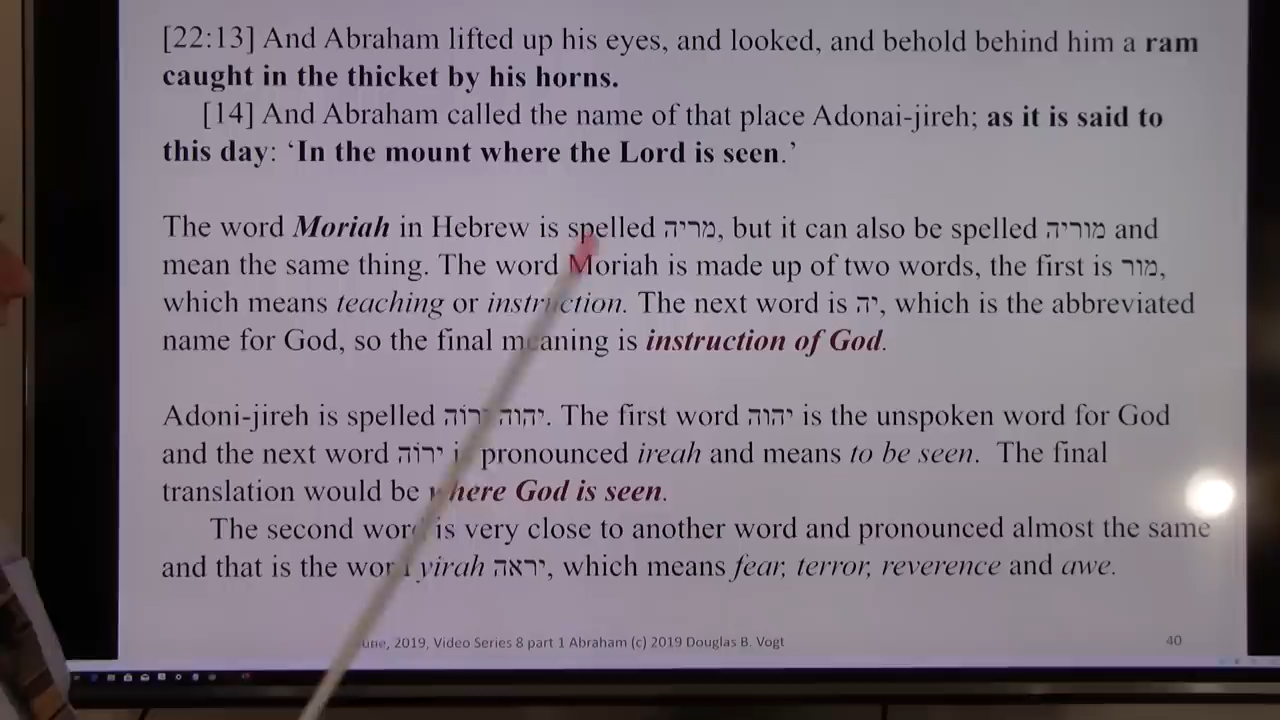 [22:13] And Abraham lifted up his eyes, and looked, and behold behind him a ram
caught in the thicket by his horns.
[14] And Abraham called the name of that place Adonai-jireh; as it is said to
this day: ‘In the mount where the Lord is seen.’
The word Moriah in Hebrew is spelled מריה, but it can also be spelled מוריה and
mean the same thing. The word Moriah is made up of two words, the first is מור,
which means teaching or instruction. The next word is יה, which is the abbreviated
name for God, so the final meaning is instruction of God.
Adoni-jireh is spelled יהוה. The first word יהוה is the unspoken word for God
and the next word pronounced ireah and means to be seen. The final
translation would be where God is seen.
The second word is very close to another word and pronounced almost the same
and that is the word yirah יראה, which means fear, terror, reverence and awe.
une, 2019, Video Series 8 part 1 Abraham (c) 2019 Douglas B. Vogt
40